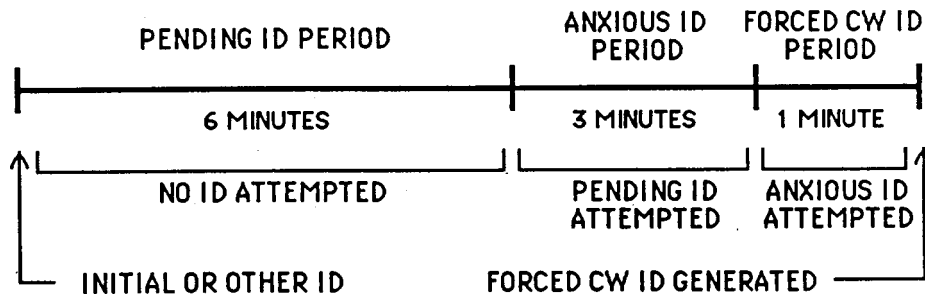 PENDING ID PERIOD
ANXIOUS ID
PERIOD
FORCED CW ID
PERIOD
6 MINUTES
3 MINUTES
1 MINUTE
NO ID ATTEMPTED
PENDING ID
ATTEMPTED
ANXIOUS ID
ATTEMPTED
INITIAL OR OTHER ID
FORCED CW ID GENERATED